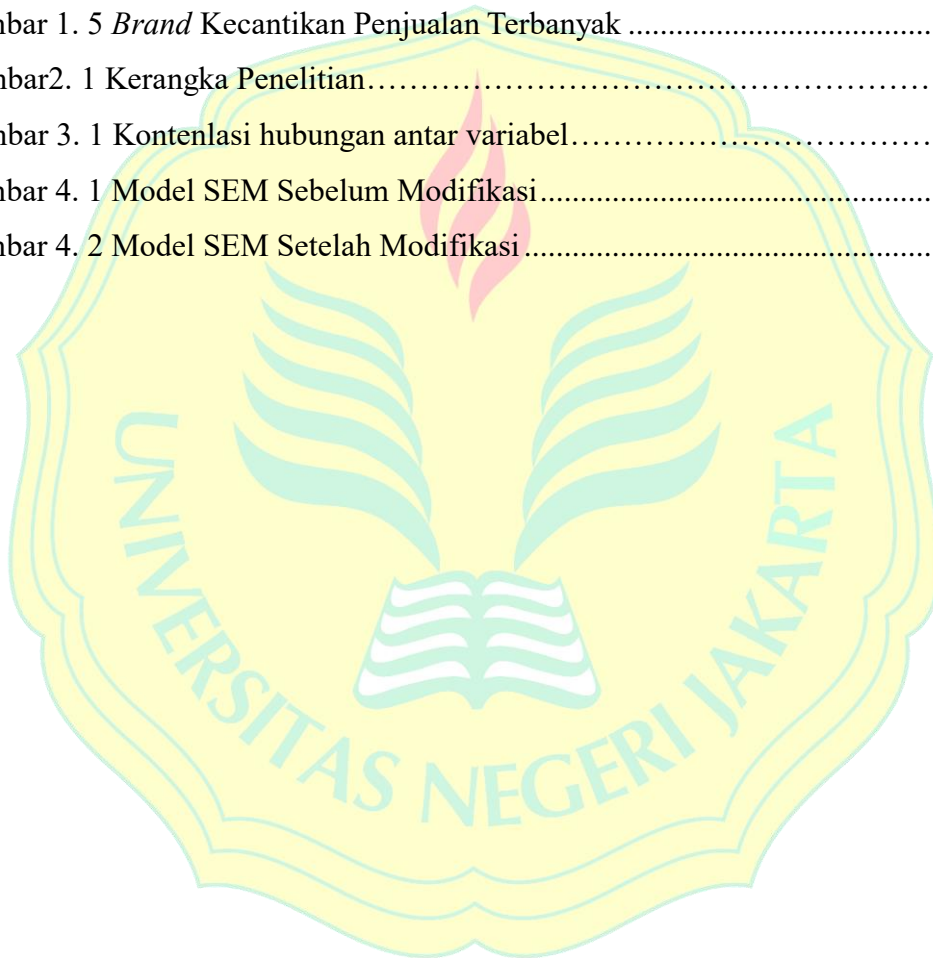 mbar 1. 5 Brand Kecantikan Penjualan Terbanyak ....................................
mbar2. 1 Kerangka Penelitian…………………………………………………
mbar 3. 1 Kontenlasi hubungan antar variabel………………………………
mbar 4. 1 Model SEM Sebelum Modifikasi ...............................................
mbar 4. 2 Model SEM Setelah Modifikasi .................................................
UNIVERSITAS NEGERI JAKARTA